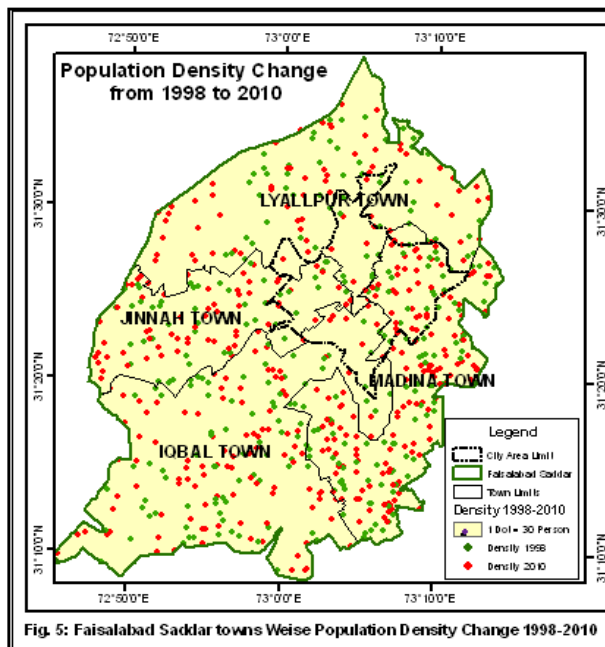 72°50'0"E 73°0'0"E 73°10'0"E
Population Density Change
from 1998 to 2010
31°30'0"N
31°30'0"N
LYALLPUR TOWN
JINNAH TOWN
MADINA TOWN
31°20'0"N
31°20'0"N
IQBAL TOWN
Legend
City Area Limit
Faisalabad Saddar
Town Limits
Density 1998-2010
1 Dot = 30 Person
Density 1998
Density 2010
31°10'0"N
31°10'0"N
72°50'0"E 73°0'0"E 73°10'0"E
Fig. 5: Faisalabad Saddar towns Weise Population Density Change 1998-2010